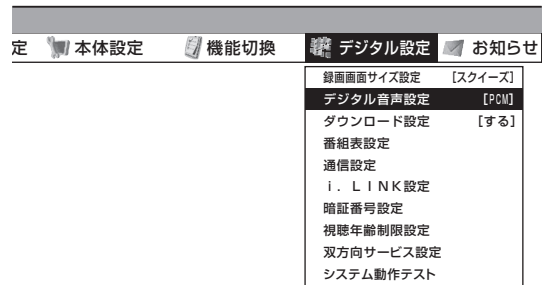 定 本体設定 機能切換 デジタル設定 お知らせ
録画画面サイズ設定 [スクイーズ]
デジタル音声設定 [PCM]
ダウンロード設定 [する]
番組表設定
通信設定
ｉ．ＬＩＮＫ設定
暗証番号設定
視聴年齢制限設定
双方向サービス設定
システム動作テスト